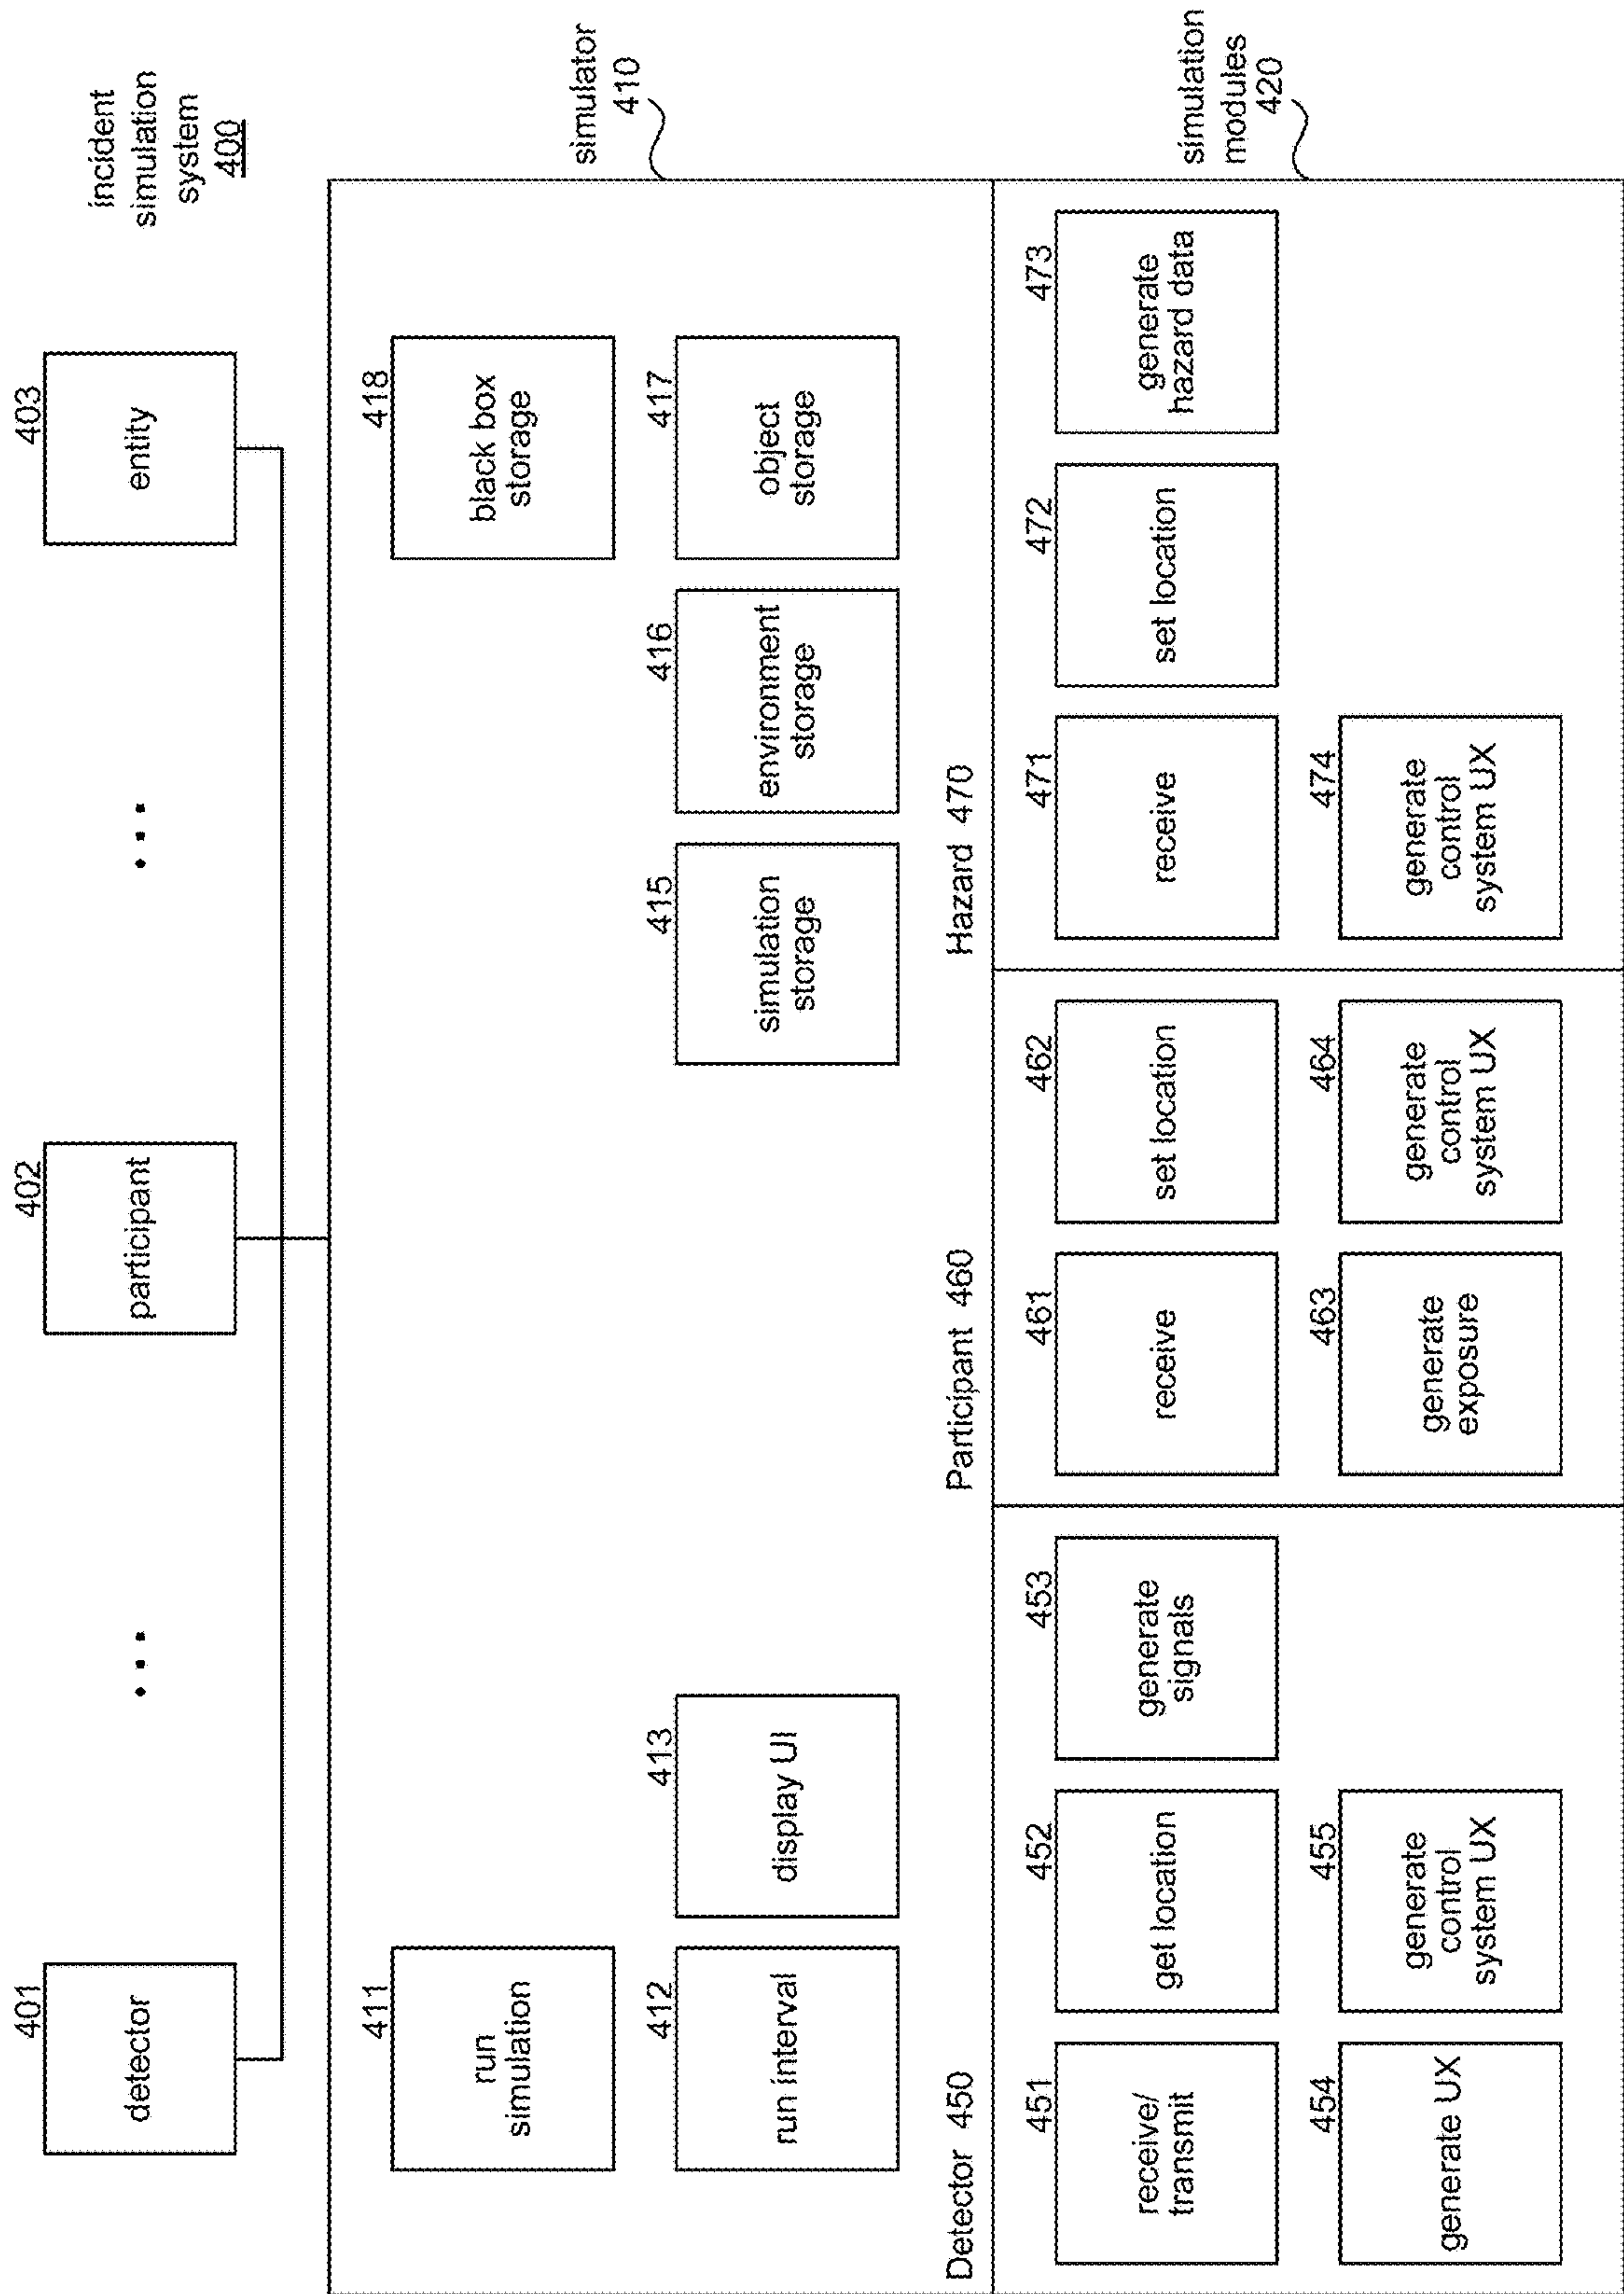 incident
simulation
system
400
401
detector
...
402
participant
...
403
entity
simulator
410
411
run
simulation
418
black box
storage
412
run interval
413
display UI
415
simulation
storage
416
environment
storage
417
object
storage
simulation
modules
420
Detector 450
451
receive/
transmit
452
get location
453
generate
signals
454
generate UX
455
generate
control
system UX
Participant 460
461
receive
462
set location
463
generate
exposure
464
generate
control
system UX
Hazard 470
471
receive
472
set location
473
generate
hazard data
474
generate
control
system UX